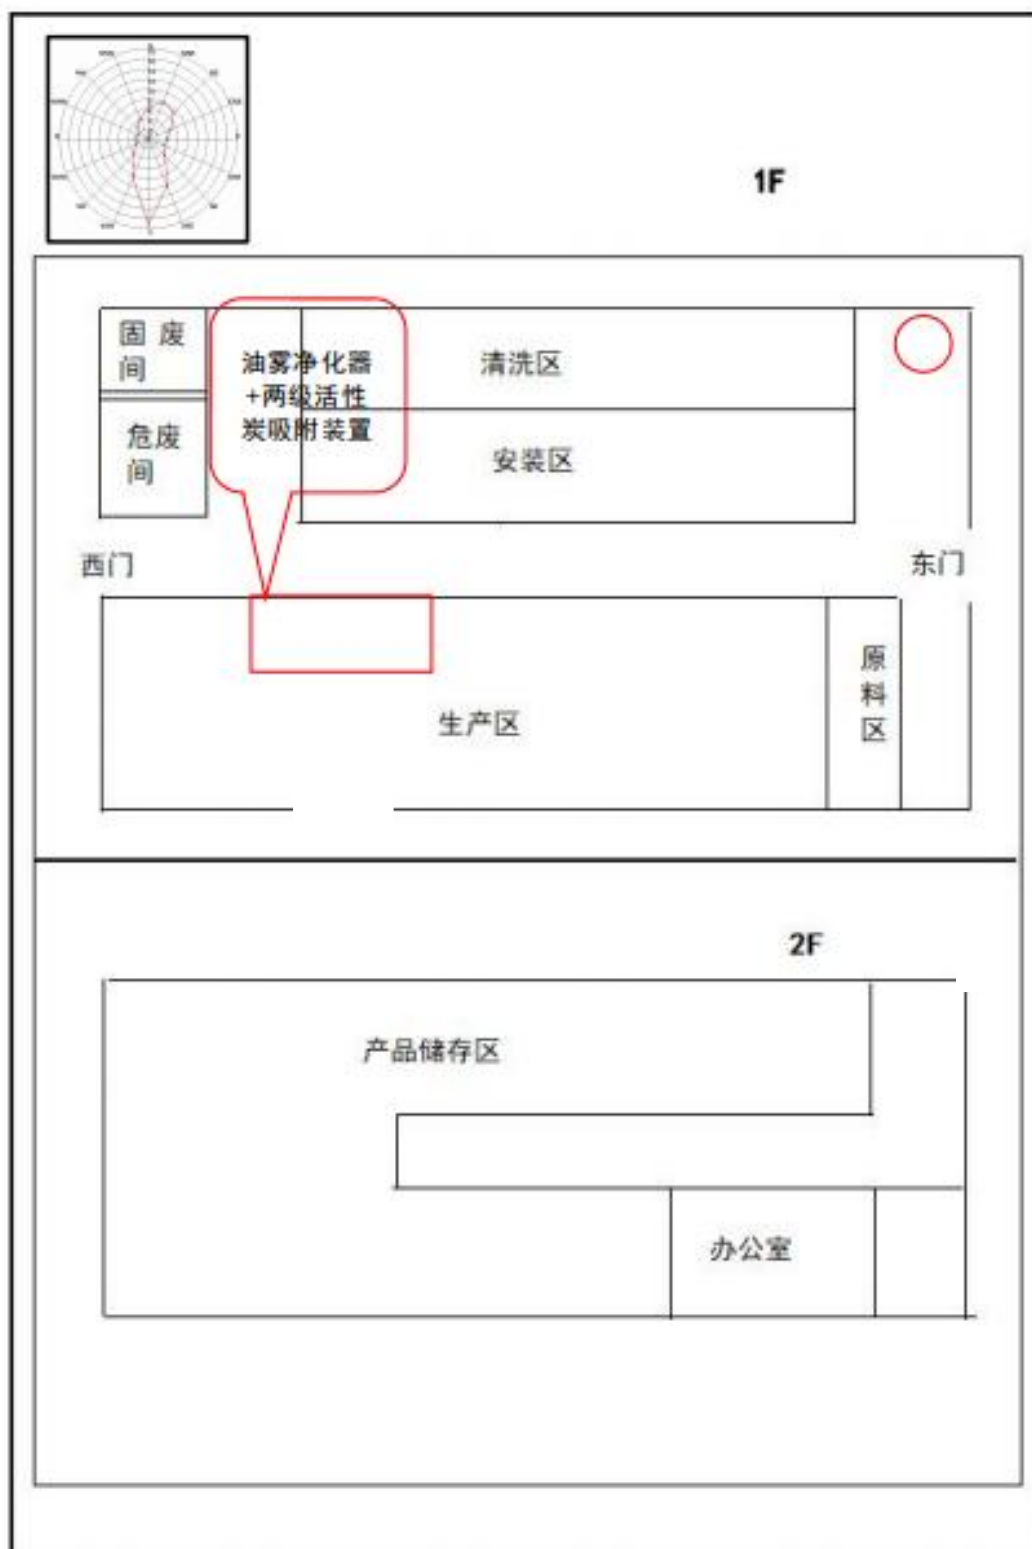 1F
固 废
间
油雾净化器
+两级活性
炭吸附装置
清洗区
危废
间
安装区
西门
东门
原
料
区
生产区
2F
产品储存区
办公室